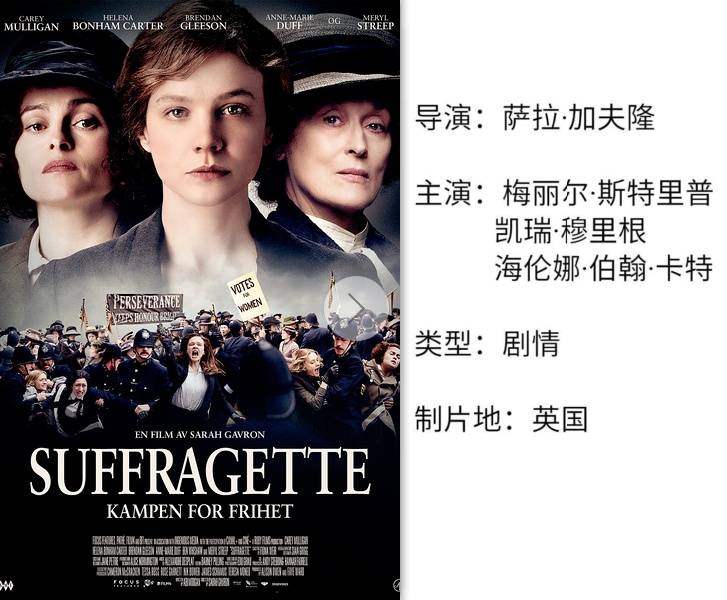 CAREY MULLIGAN
HELENA BONHAM CARTER
BRENDAN GLEESON
ANNE-MARIE DUFF
OG
MERYL STREEP
PERSEVERANCE
KEEPS HONOUR BRIGHT
VOTES
FOR
WOMEN
EN FILM AV SARAH GAVRON
SUFFRAGETTE
KAMPEN FOR FRIHET
FOCUS
FEATURES
导演：萨拉·加夫隆
主演：梅丽尔·斯特里普
凯瑞·穆里根
海伦娜·伯翰·卡特
类型：剧情
制片地：英国